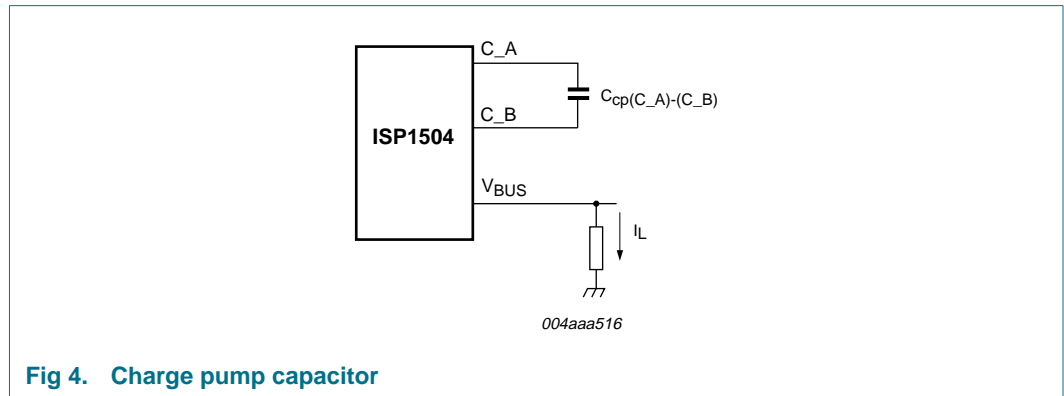 C_A
Ccp(C_A)-(C_B)
C_B
ISP1504
VBUS
IL
004aaa516
Fig 4. Charge pump capacitor